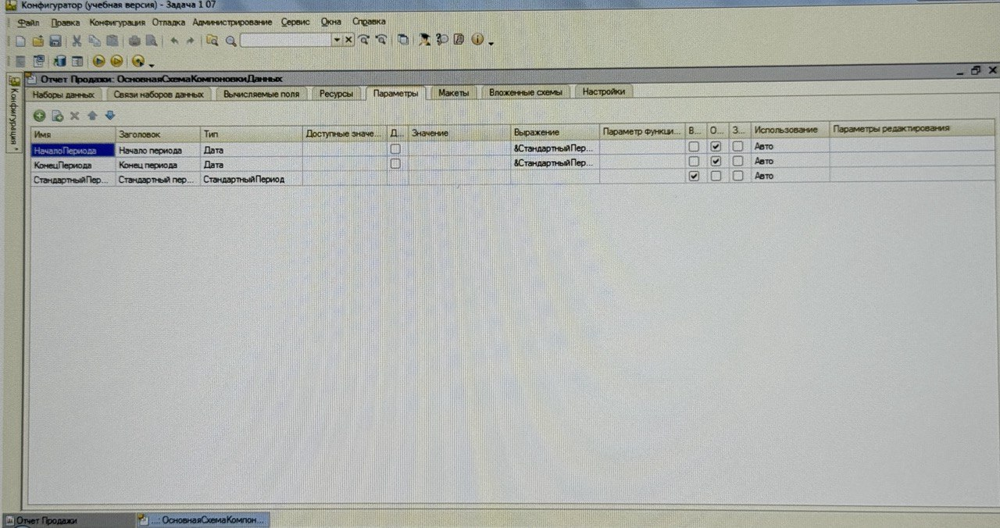 Конфигуратор (учебная версия) - Задача 1 07
Файл Правка Конфигурация Отладка Администрирование Сервис Окна Справка
Конфигурация *
Отчет Продажи: ОсновнаяСхемаКомпоновкиДанных
Наборы данных Связи наборов данных Вычисляемые поля Ресурсы Параметры Макеты Вложенные схемы Настройки
Имя Заголовок Тип Доступные значе... Д... Значение Выражение Параметр функци... В... О... З... Использование Параметры редактирования
НачалоПериода Начало периода Дата &СтандартныйПер... Авто
КонецПериода Конец периода Дата &СтандартныйПер... Авто
СтандартныйПер... Стандартный пер... СтандартныйПериод Авто
Отчет Продажи ...: ОсновнаяСхемаКомпон...